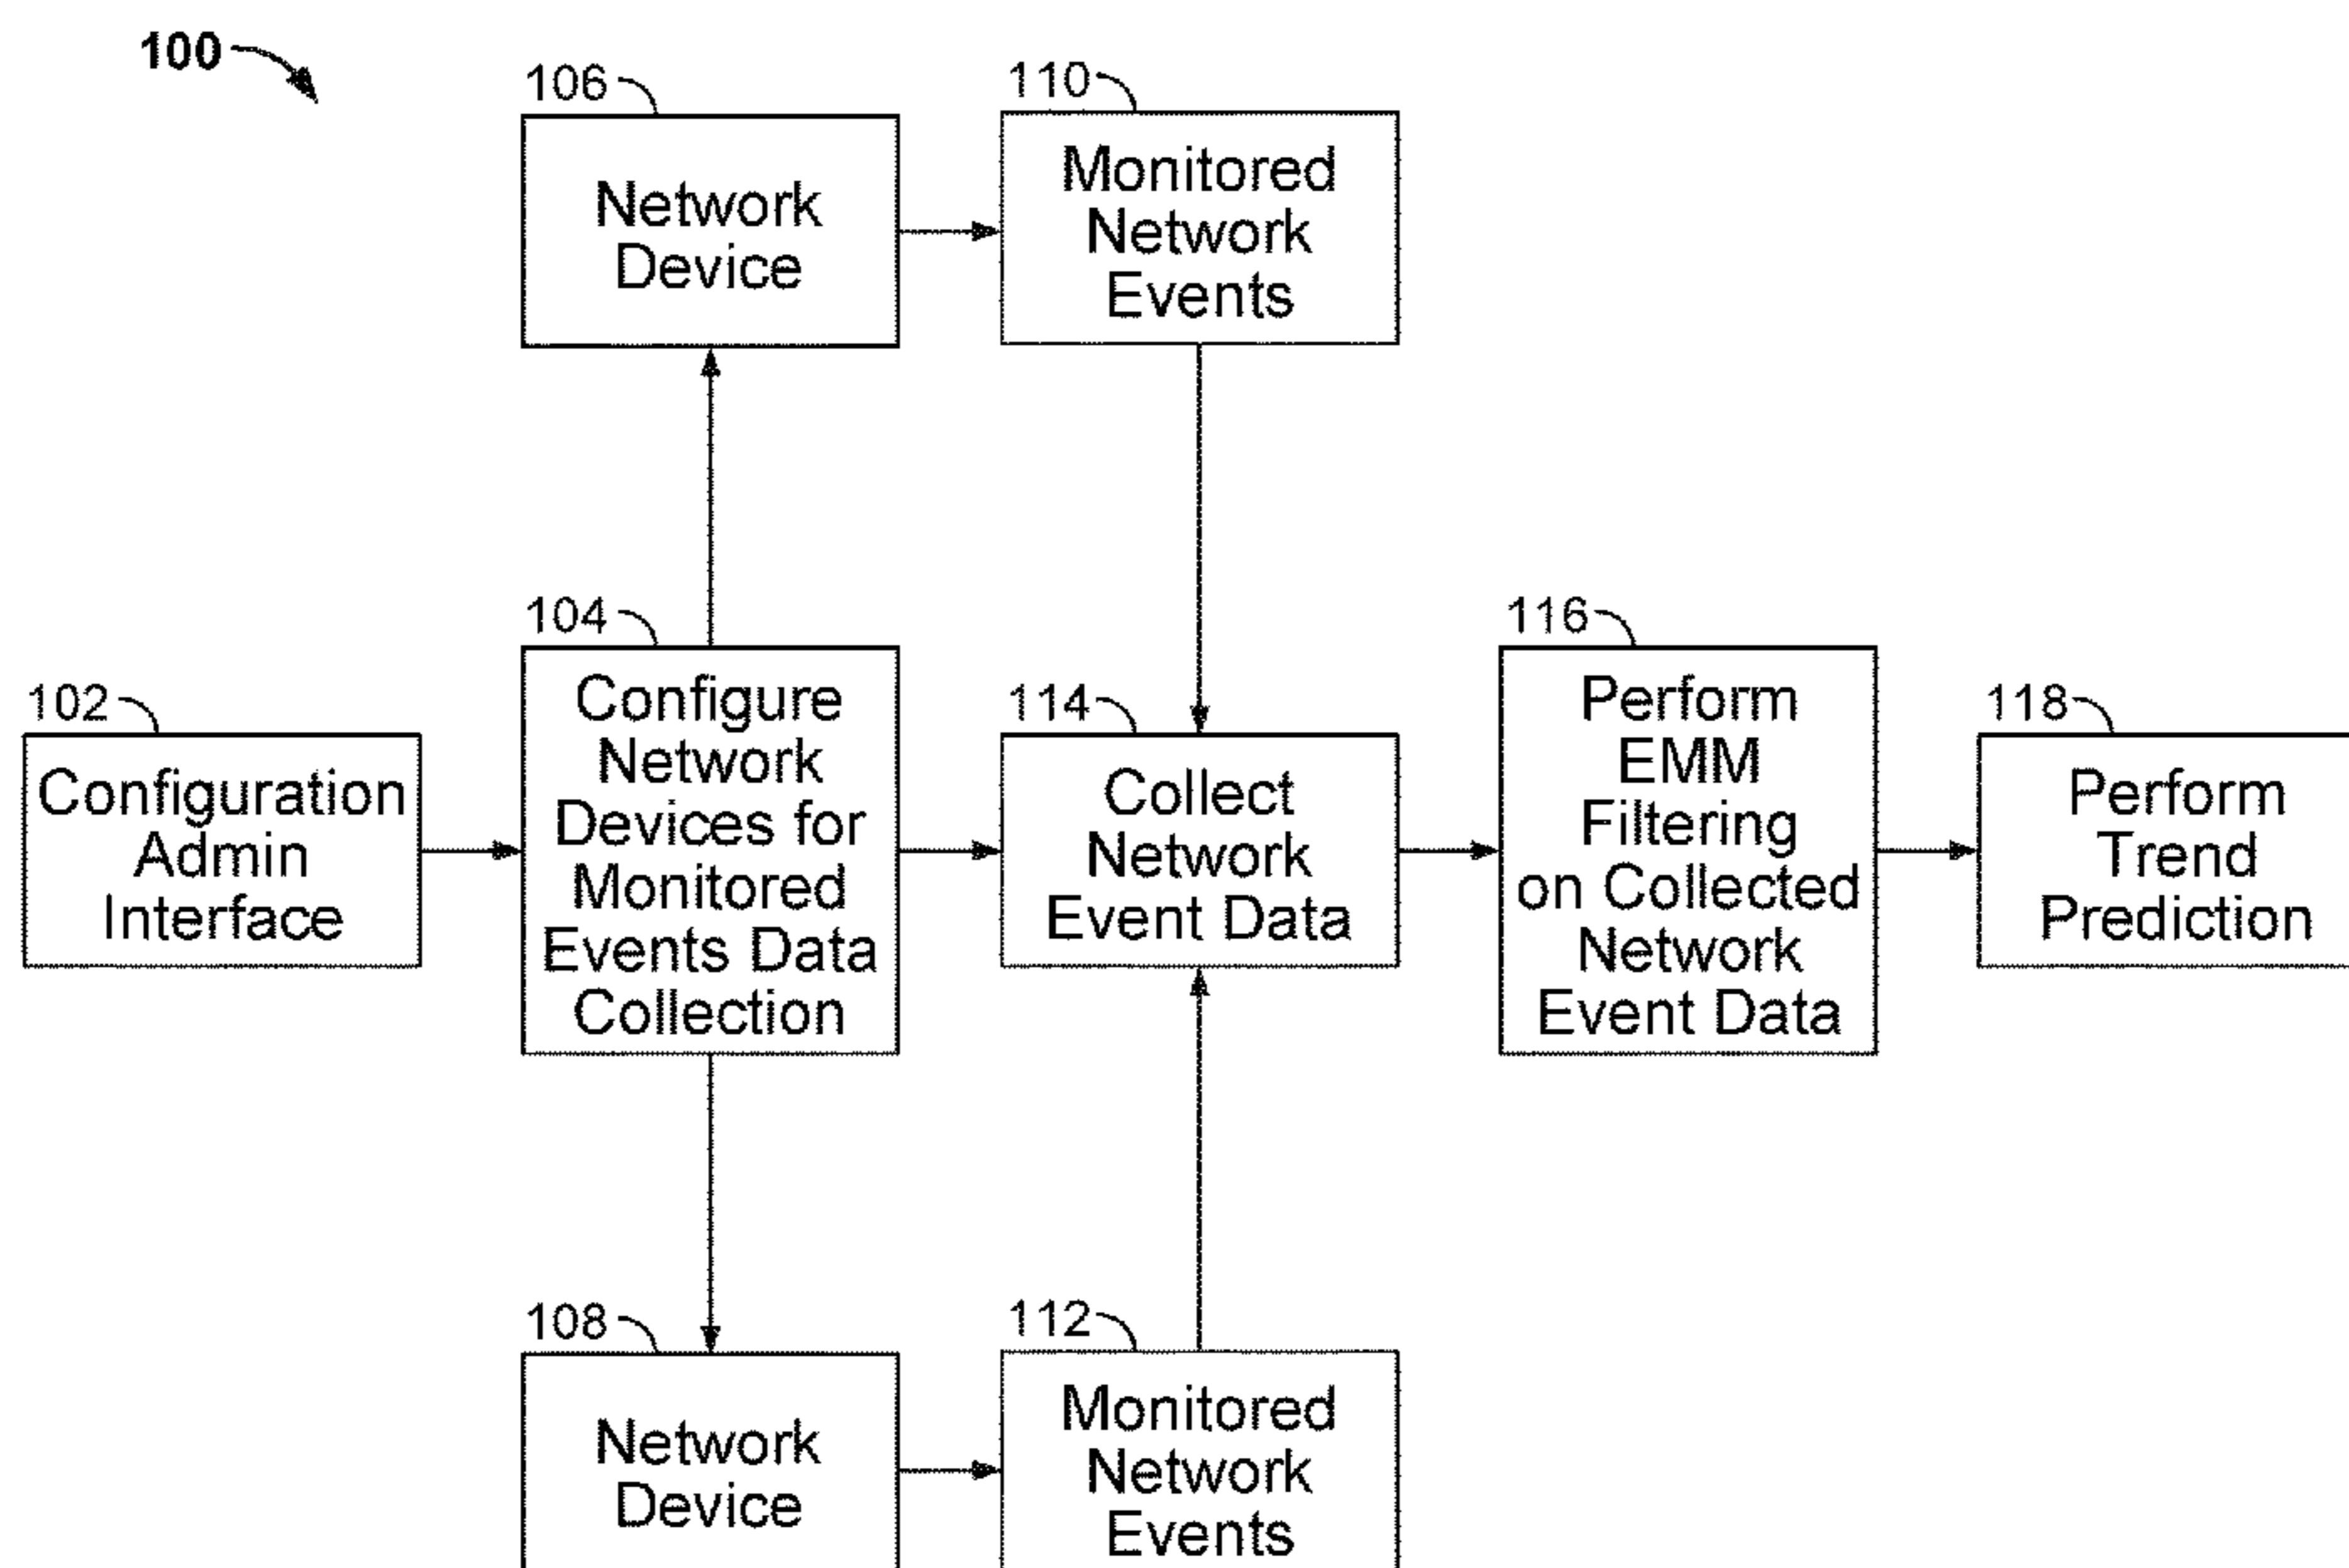 100
106
Network
Device
110
Monitored
Network
Events
102
Configuration
Admin
Interface
104
Configure
Network
Devices for
Monitored
Events Data
Collection
114
Collect
Network
Event Data
116
Perform
EMM
Filtering
on Collected
Network
Event Data
118
Perform
Trend
Prediction
108
Network
Device
112
Monitored
Network
Events